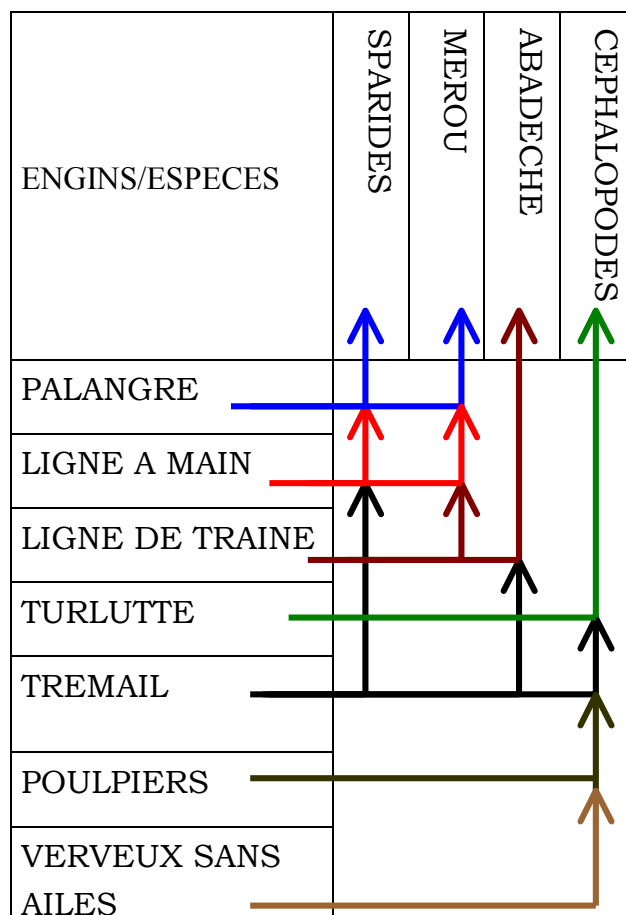 ENGINS/ESPECES
SPARIDES
MEROU
ABADECHE
CEPHALOPODES
PALANGRE
LIGNE A MAIN
LIGNE DE TRAINE
TURLUTTE
TREMAIL
POULPIERS
VERVEUX SANS
AILES